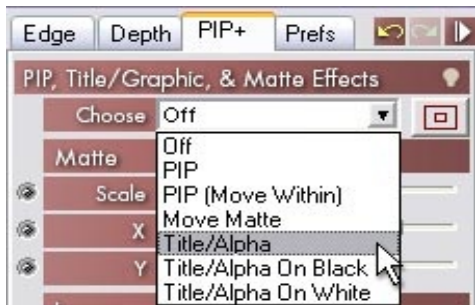 Edge Depth PIP+ Prefs
PIP, Title/Graphic, & Matte Effects
Choose Off
Off
Matte
PIP
Scale PIP (Move Within)
Move Matte
X Title/Alpha
Y Title/Alpha On Black
Title/Alpha On White